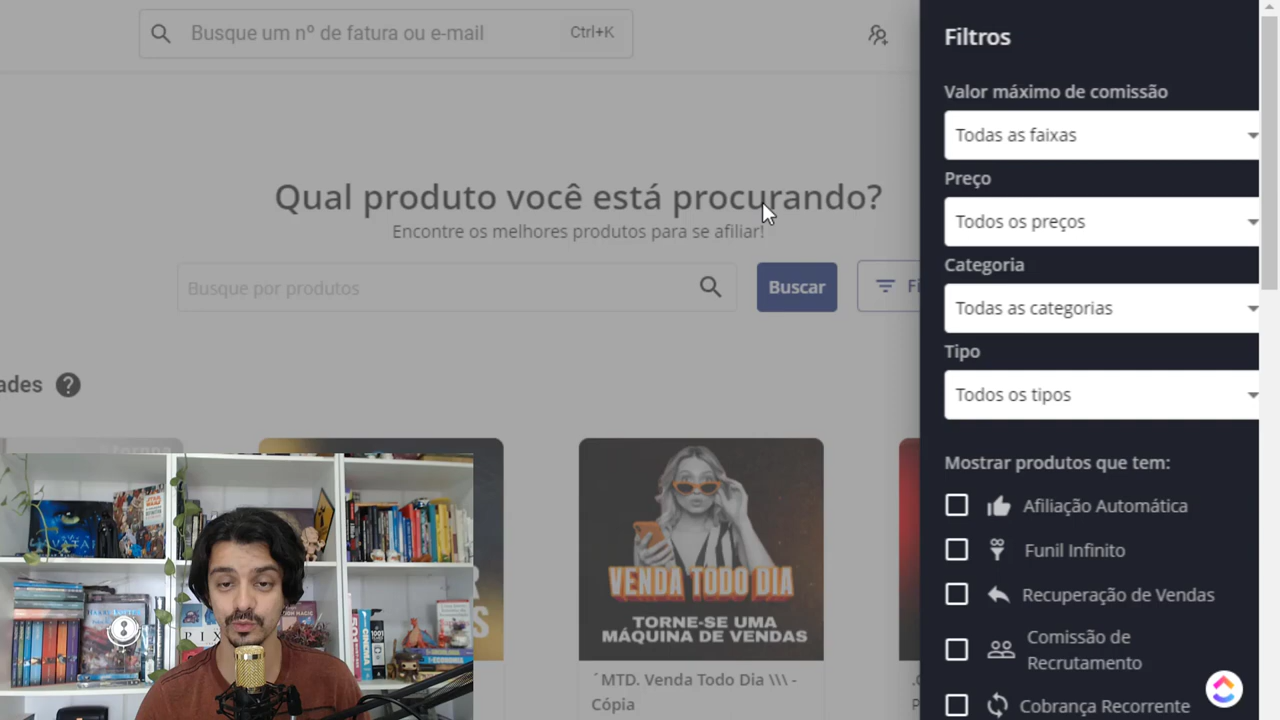 Busque um nº de fatura ou e-mail
Ctrl+K
Qual produto você está procurando?
Encontre os melhores produtos para se afiliar!
Busque por produtos
Buscar
ades
VENDA TODO DIA
TORNE-SE UMA
MÁQUINA DE VENDAS
´MTD. Venda Todo Dia \\\ -
Cópia
Filtros
Valor máximo de comissão
Todas as faixas
Preço
Todos os preços
Categoria
Todas as categorias
Tipo
Todos os tipos
Mostrar produtos que tem:
Afiliação Automática
Funil Infinito
Recuperação de Vendas
Comissão de
Recrutamento
Cobrança Recorrente